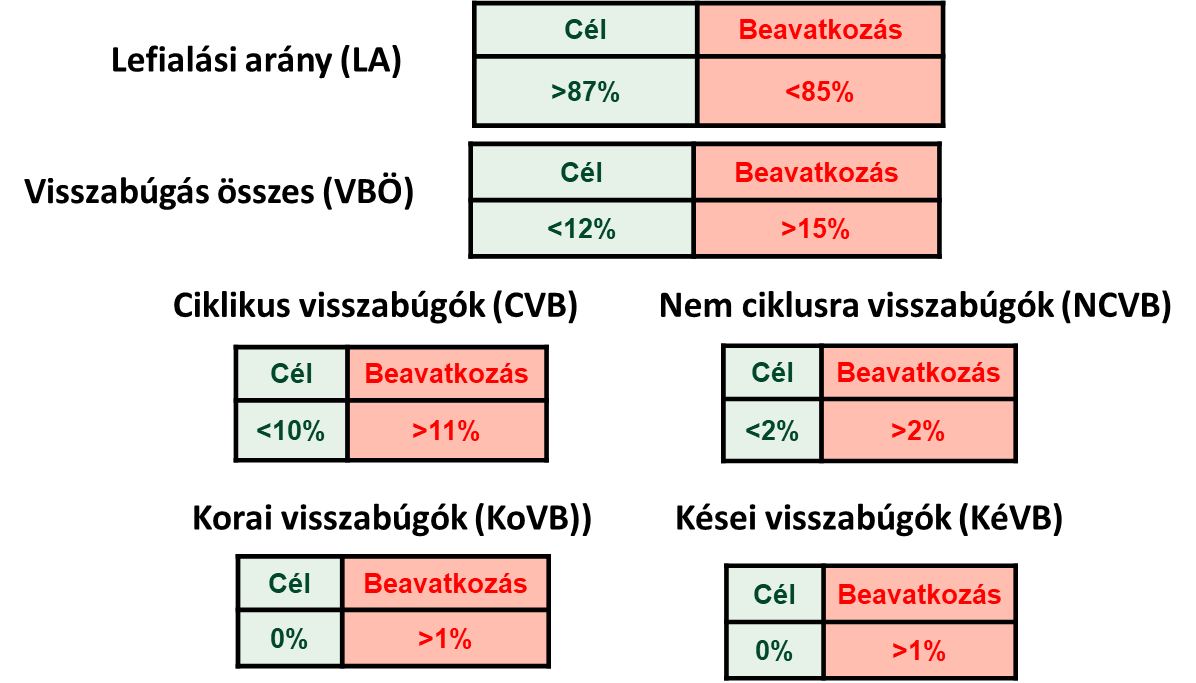 Lefialási arány (LA)
Cél Beavatkozás
>87% <85%
Visszabúgás összes (VBÖ)
Cél Beavatkozás
<12% >15%
Ciklikus visszabúgók (CVB)
Cél Beavatkozás
<10% >11%
Nem ciklusra visszabúgók (NCVB)
Cél Beavatkozás
<2% >2%
Korai visszabúgók (KoVB))
Cél Beavatkozás
0% >1%
Kései visszabúgók (KéVB)
Cél Beavatkozás
0% >1%